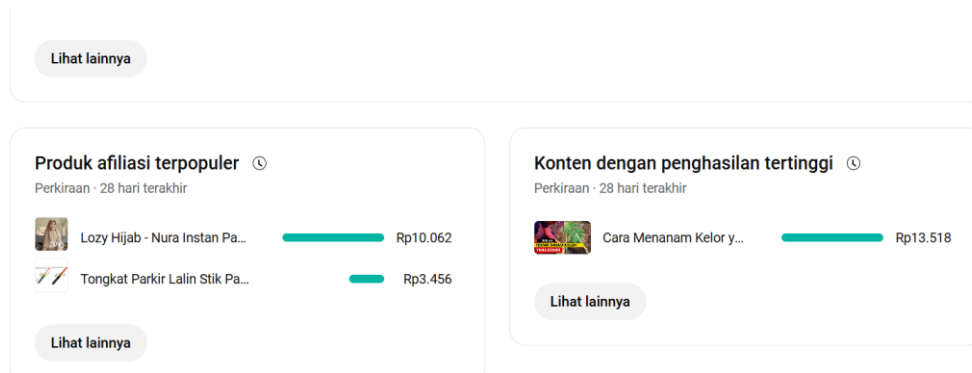 Lihat lainnya
Produk afiliasi terpopuler
Perkiraan · 28 hari terakhir
Lozy Hijab - Nura Instan Pa... Rp10.062
Tongkat Parkir Lalin Stik Pa... Rp3.456
Lihat lainnya
Konten dengan penghasilan tertinggi
Perkiraan · 28 hari terakhir
Cara Menanam Kelor y... Rp13.518
Lihat lainnya